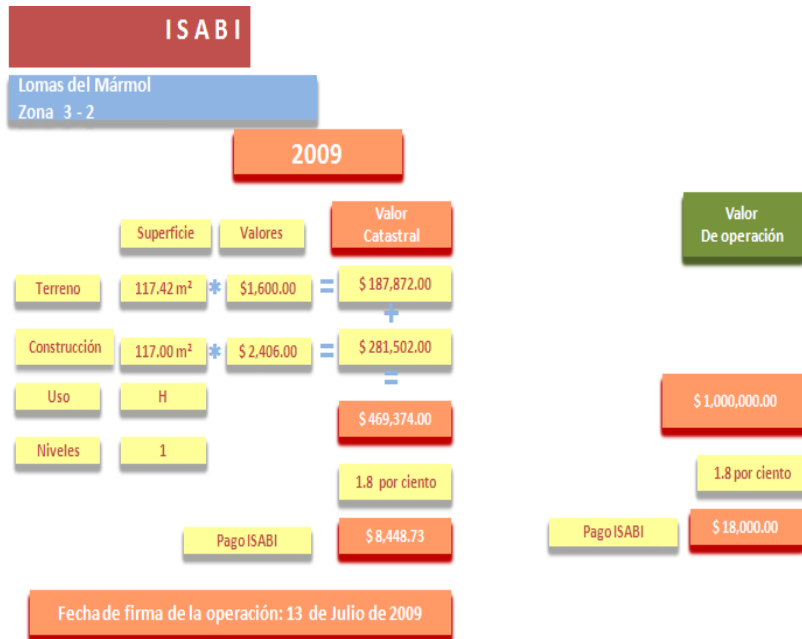 ISABI
Lomas del Mármol
Zona 3 - 2
2009
Superficie Valores Valor Catastral Valor De operación
Terreno 117.42 m² * $1,600.00 = $ 187,872.00
+
Construcción 117.00 m² * $ 2,406.00 = $ 281,502.00
=
Uso H
$ 469,374.00 $ 1,000,000.00
Niveles 1
1.8 por ciento 1.8 por ciento
Pago ISABI $ 8,448.73 Pago ISABI $ 18,000.00
Fecha de firma de la operación: 13 de Julio de 2009